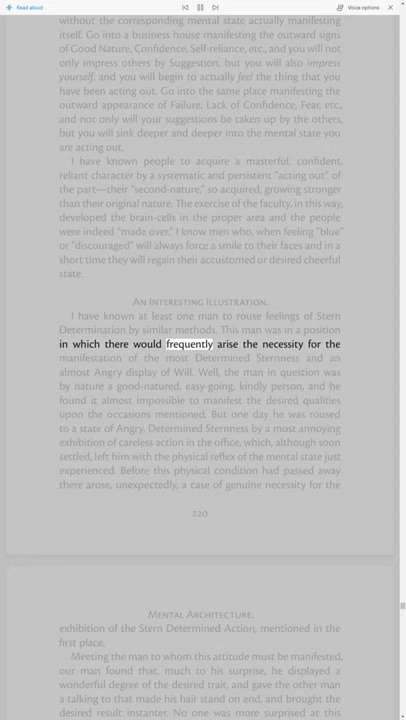 Read aloud
Voice options
without the corresponding mental state actually manifesting
itself. Go into a business house manifesting the outward signs
of Good Nature, Confidence, Self-reliance, etc., and you will not
only impress others by Suggestion, but you will also impress
yourself, and you will begin to actually feel the thing that you
have been acting out. Go into the same place manifesting the
outward appearance of Failure, Lack of Confidence, Fear, etc.,
and not only will your suggestions be taken up by the others,
but you will sink deeper and deeper into the mental state you
are acting out.
I have known people to acquire a masterful, confident,
reliant character by a systematic and persistent "acting out" of
the part—their "second-nature," so acquired, growing stronger
than their original nature. The exercise of the faculty, in this way,
developed the brain-cells in the proper area and the people
were indeed "made over." I know men who, when feeling "blue"
or "discouraged" will always force a smile to their faces and in a
short time they will regain their accustomed or desired cheerful
state.
An Interesting Illustration.
I have known at least one man to rouse feelings of Stern
Determination by similar methods. This man was in a position
in which there would frequently arise the necessity for the
manifestation of the most Determined Sternness and an
almost Angry display of Will. Well, the man in question was
by nature a good-natured, easy-going, kindly person, and he
found it almost impossible to manifest the desired qualities
upon the occasions mentioned. But one day he was roused
to a state of Angry, Determined Sternness by a most annoying
exhibition of careless action in the office, which, although soon
settled, left him with the physical reflex of the mental state just
experienced. Before this physical condition had passed away
there arose, unexpectedly, a case of genuine necessity for the
220
Mental Architecture.
exhibition of the Stern Determined Action, mentioned in the
first place.
Meeting the man to whom this attitude must be manifested,
our man found that, much to his surprise, he displayed a
wonderful degree of the desired trait, and gave the other man
a talking to that made his hair stand on end, and brought the
desired result instanter. No one was more surprised at this